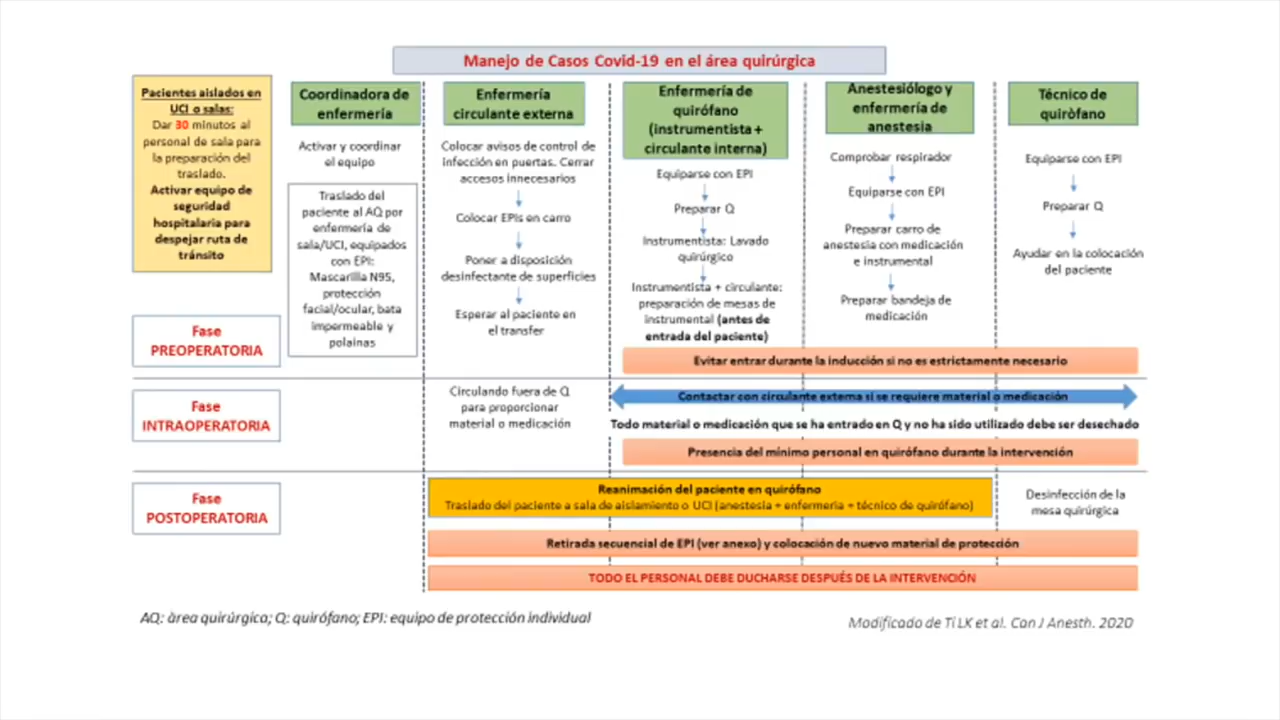 Manejo de Casos Covid-19 en el área quirúrgica
Pacientes aislados en
UCI o salas:
Dar 30 minutos al
personal de sala para
la preparación del
traslado.
Activar equipo de
seguridad
hospitalaria para
despejar ruta de
tránsito
Coordinadora de
enfermería
Activar y coordinar
el equipo
Traslado del
paciente al AQ por
enfermería de
sala/UCI, equipados
con EPI:
Mascarilla N95,
protección
facial/ocular, bata
impermeable y
polainas
Enfermería
circulante externa
Colocar avisos de control de
infección en puertas. Cerrar
accesos innecesarios
Colocar EPIs en carro
Poner a disposición
desinfectante de superficies
Esperar al paciente en
el transfer
Enfermería de
quirófano
(instrumentista +
circulante interna)
Equiparse con EPI
Preparar Q
Instrumentista: Lavado
quirúrgico
Instrumentista + circulante:
preparación de mesas de
instrumental (antes de
entrada del paciente)
Anestesiólogo y
enfermería de
anestesia
Comprobar respirador
Equiparse con EPI
Preparar carro de
anestesia con medicación
e instrumental
Preparar bandeja de
medicación
Técnico de
quiròfano
Equiparse con EPI
Preparar Q
Ayudar en la colocación
del paciente
Fase
PREOPERATORIA
Evitar entrar durante la inducción si no es estrictamente necesario
Fase
INTRAOPERATORIA
Circulando fuera de Q
para proporcionar
material o medicación
Contactar con circulante externa si se requiere material o medicación
Todo material o medicación que se ha entrado en Q y no ha sido utilizado debe ser desechado
Presencia del mínimo personal en quirófano durante la intervención
Fase
POSTOPERATORIA
Reanimación del paciente en quirófano
Traslado del paciente a sala de aislamiento o UCI (anestesia + enfermeria + técnico de quirófano)
Desinfección de la
mesa quirúrgica
Retirada secuencial de EPI (ver anexo) y colocación de nuevo material de protección
TODO EL PERSONAL DEBE DUCHARSE DESPUÉS DE LA INTERVENCIÓN
AQ: àrea quirúrgica; Q: quirófano; EPI: equipo de protección individual
Modificado de Ti LK et al. Can J Anesth. 2020